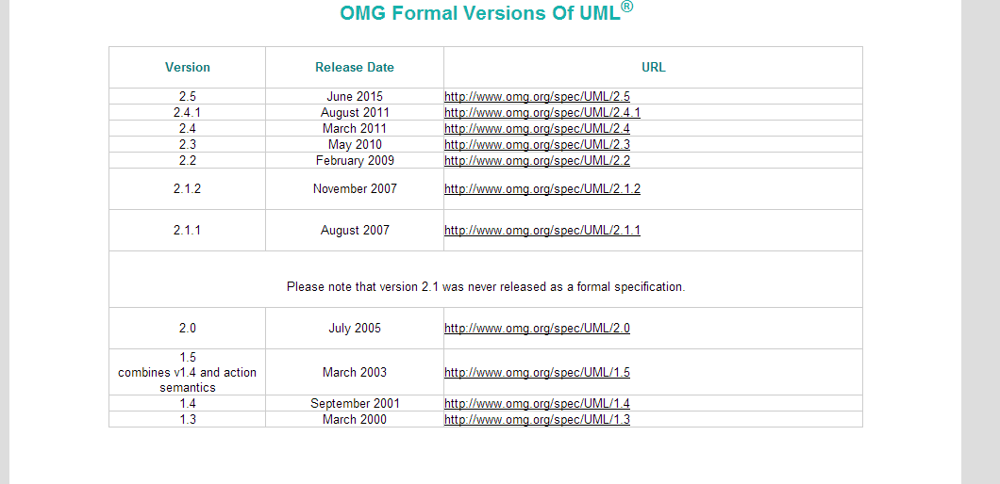 OMG Formal Versions Of UML®
Version Release Date URL
2.5 June 2015 http://www.omg.org/spec/UML/2.5
2.4.1 August 2011 http://www.omg.org/spec/UML/2.4.1
2.4 March 2011 http://www.omg.org/spec/UML/2.4
2.3 May 2010 http://www.omg.org/spec/UML/2.3
2.2 February 2009 http://www.omg.org/spec/UML/2.2
2.1.2 November 2007 http://www.omg.org/spec/UML/2.1.2
2.1.1 August 2007 http://www.omg.org/spec/UML/2.1.1
Please note that version 2.1 was never released as a formal specification.
2.0 July 2005 http://www.omg.org/spec/UML/2.0
1.5
combines v1.4 and action March 2003 http://www.omg.org/spec/UML/1.5
semantics
1.4 September 2001 http://www.omg.org/spec/UML/1.4
1.3 March 2000 http://www.omg.org/spec/UML/1.3